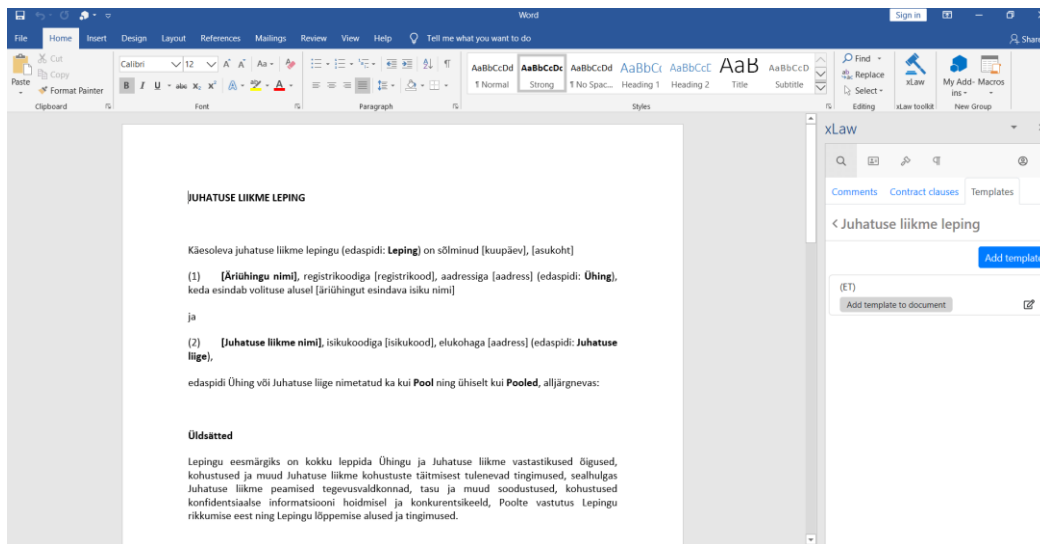 Word
Sign in
File Home Insert Design Layout References Mailings Review View Help Tell me what you want to do Share
Paste
Cut
Copy
Format Painter
Clipboard
Calibri 12
Font
Paragraph
AaBbCcDd AaBbCcDc AaBbCcDd AaBbCc AaBbCcC AaB AaBbCcD
¶ Normal Strong ¶ No Spac... Heading 1 Heading 2 Title Subtitle
Styles
Find
Replace
Select
Editing
xLaw
xLaw toolkit
My Add-ins Macros
New Group
JUHATUSE LIIKME LEPING
Käesoleva juhatuse liikme lepingu (edaspidi: Leping) on sõlminud [kuupäev], [asukoht]
(1) [Äriühingu nimi], registrikoodiga [registrikood], aadressiga [aadress] (edaspidi: Ühing),
keda esindab volituse alusel [äriühingut esindava isiku nimi]
ja
(2) [Juhatuse liikme nimi], isikukoodiga [isikukood], elukohaga [aadress] (edaspidi: Juhatuse
liige),
edaspidi Ühing või Juhatuse liige nimetatud ka kui Pool ning ühiselt kui Pooled, alljärgnevas:
Üldsätted
Lepingu eesmärgiks on kokku leppida Ühingu ja Juhatuse liikme vastastikused õigused,
kohustused ja muud Juhatuse liikme kohustuste täitmisest tulenevad tingimused, sealhulgas
Juhatuse liikme peamised tegevusvaldkonnad, tasu ja muud soodustused, kohustused
konfidentsiaalse informatsiooni hoidmisel ja konkurentsikeeld, Poolte vastutus Lepingu
rikkumise eest ning Lepingu lõppemise alused ja tingimused.
xLaw
Comments Contract clauses Templates
< Juhatuse liikme leping
Add template
(ET)
Add template to document